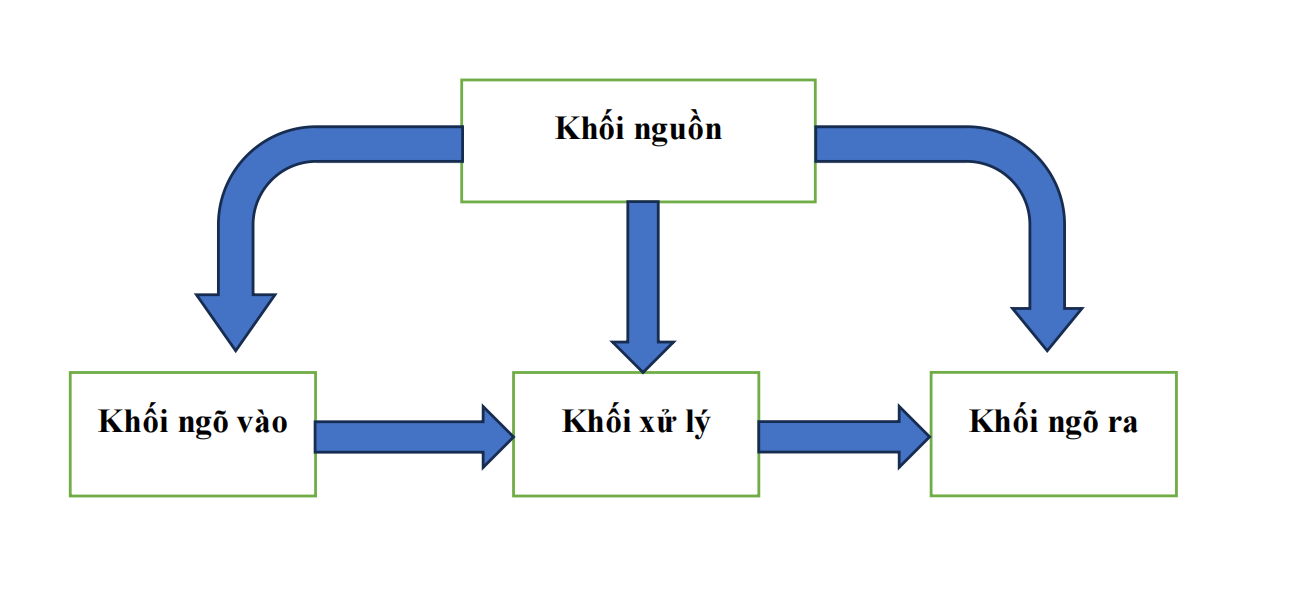 Khối nguồn
Khối ngõ vào
Khối xử lý
Khối ngõ ra